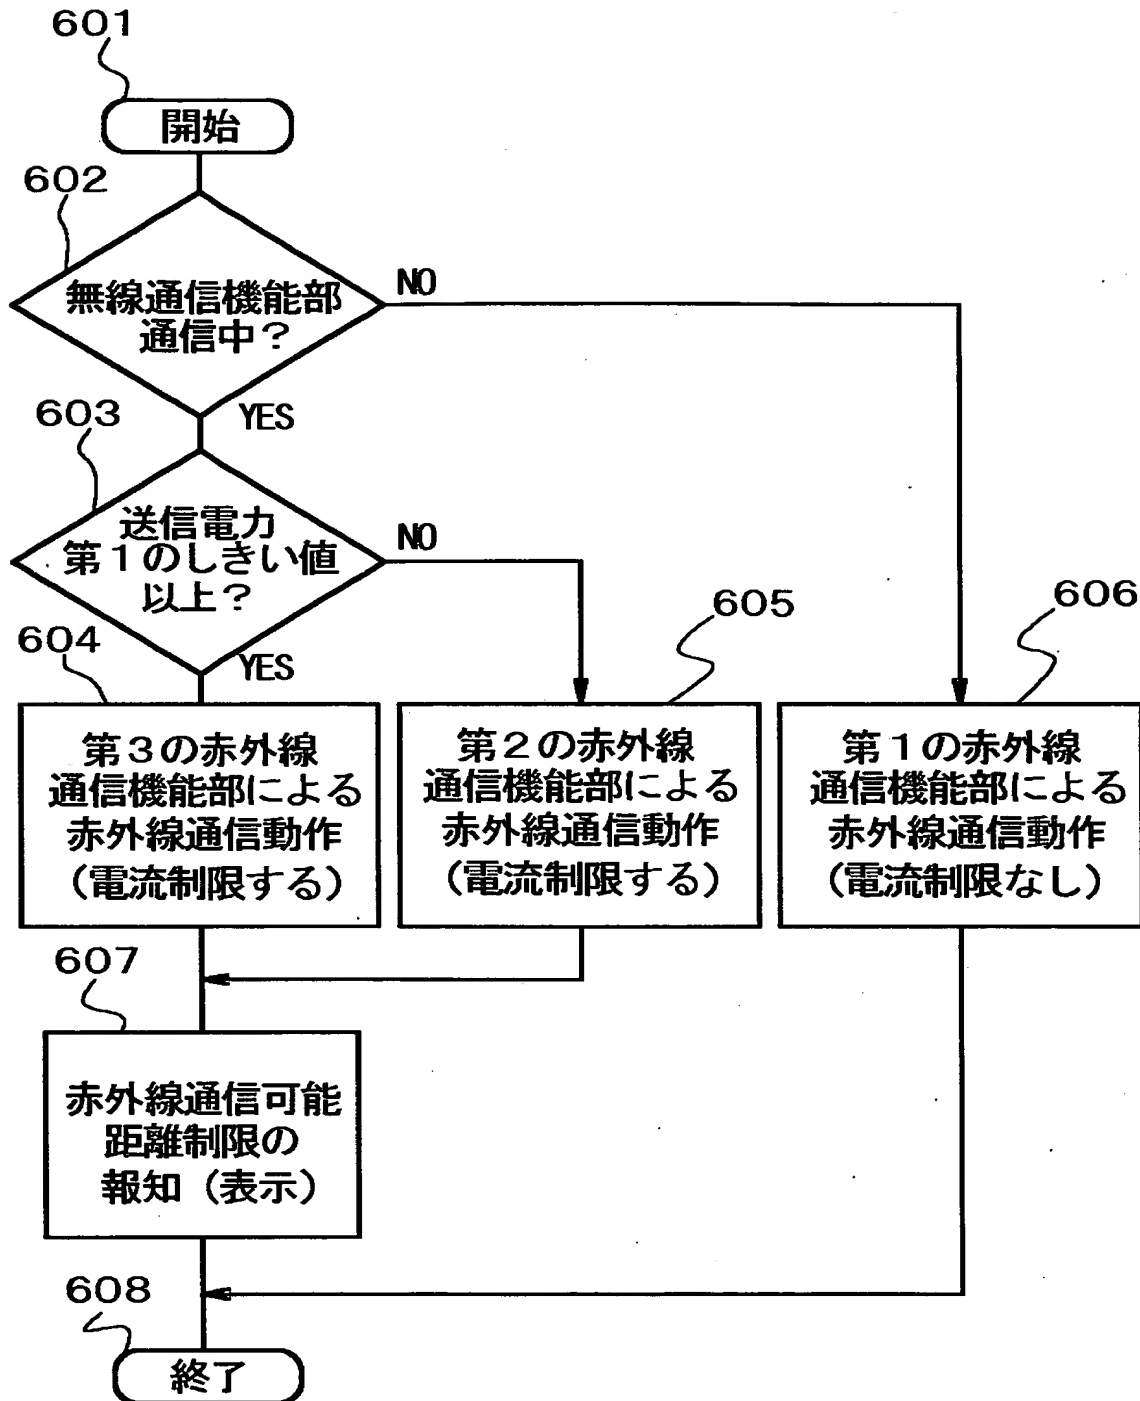 601
開始
602
無線通信機能部
通信中？
NO
YES
603
送信電力
第１のしきい値
以上？
NO
YES
604
第３の赤外線
通信機能部による
赤外線通信動作
（電流制限する）
605
第２の赤外線
通信機能部による
赤外線通信動作
（電流制限する）
606
第１の赤外線
通信機能部による
赤外線通信動作
（電流制限なし）
607
赤外線通信可能
距離制限の
報知（表示）
608
終了